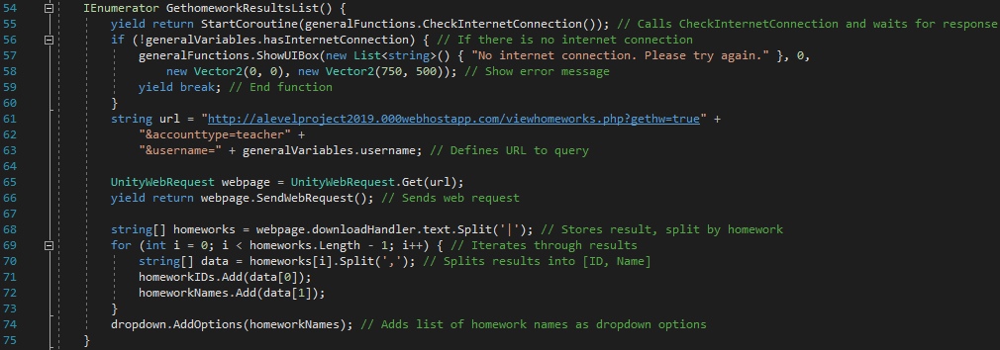 54 IEnumerator GethomeworkResultsList() {
55 yield return StartCoroutine(generalFunctions.CheckInternetConnection()); // Calls CheckInternetConnection and waits for response
56 if (!generalVariables.hasInternetConnection) { // If there is no internet connection
57 generalFunctions.ShowUIBox(new List<string>() { "No internet connection. Please try again." }, 0,
58 new Vector2(0, 0), new Vector2(750, 500)); // Show error message
59 yield break; // End function
60 }
61 string url = "http://alevelproject2019.000webhostapp.com/viewhomeworks.php?gethw=true" +
62 "&accounttype=teacher" +
63 "&username=" + generalVariables.username; // Defines URL to query
64
65 UnityWebRequest webpage = UnityWebRequest.Get(url);
66 yield return webpage.SendWebRequest(); // Sends web request
67
68 string[] homeworks = webpage.downloadHandler.text.Split('|'); // Stores result, split by homework
69 for (int i = 0; i < homeworks.Length - 1; i++) { // Iterates through results
70 string[] data = homeworks[i].Split(','); // Splits results into [ID, Name]
71 homeworkIDs.Add(data[0]);
72 homeworkNames.Add(data[1]);
73 }
74 dropdown.AddOptions(homeworkNames); // Adds list of homework names as dropdown options
75 }